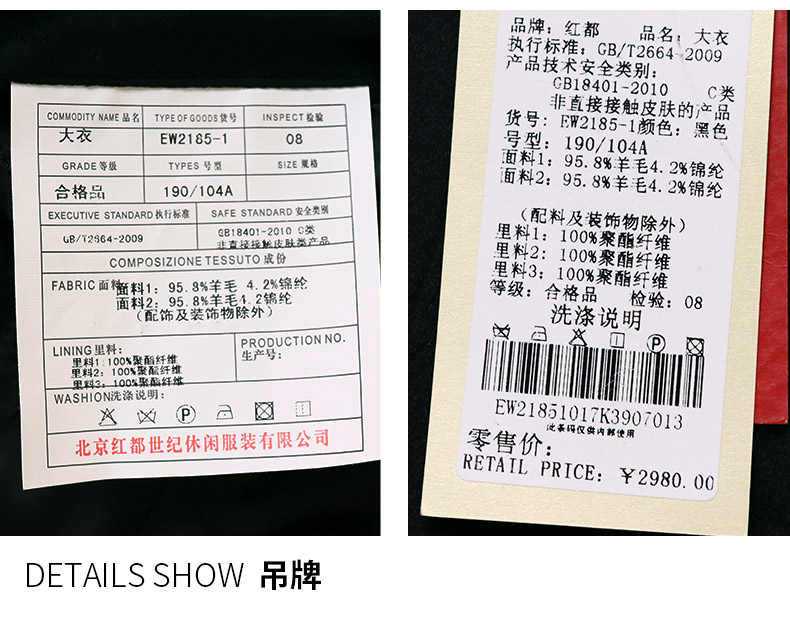 COMMODITY NAME 品名
TYPE OF GOODS 货号
INSPECT 检验
大衣
EW2185-1
08
GRADE 等级
TYPES 号型
SIZE 规格
合格品
190/104A
EXECUTIVE STANDARD 执行标准
SAFE STANDARD 安全类别
GB/T2664-2009
GB18401-2010 C类
非直接接触皮肤类产品
COMPOSIZIONE TESSUTO 成份
FABRIC 面料
面料1: 95.8%羊毛 4.2%锦纶
面料2: 95.8%羊毛4.2锦纶
(配饰及装饰物除外)
LINING 里料:
里料1:100%聚酯纤维
里料2: 100%聚酯纤维
里料3: 100%聚酯纤维
PRODUCTION NO.
生产号:
WASHION洗涤说明:
P
北京红都世纪休闲服装有限公司
品牌: 红都 品名: 大衣
执行标准: GB/T2664-2009
产品技术安全类别:
GB18401-2010 C类
非直接接触皮肤的产品
货号: EW2185-1颜色: 黑色
号型: 190/104A
面料1: 95.8%羊毛4.2%锦纶
面料2: 95.8%羊毛4.2%锦纶
(配料及装饰物除外)
里料1: 100%聚酯纤维
里料2: 100%聚酯纤维
里料3: 100%聚酯纤维
等级: 合格品 检验: 08
洗涤说明
P
EW21851017K3907013
此条码仅供内部使用
零售价:
RETAIL PRICE: ¥2980.00
DETAILS SHOW 吊牌